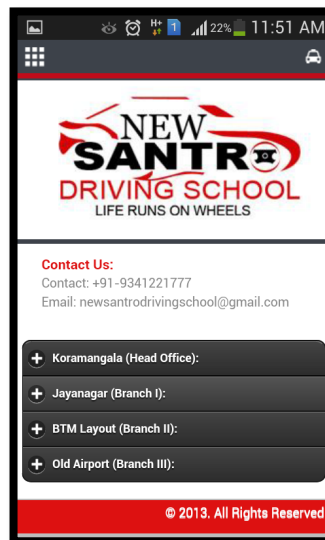 H+ 1 22% 11:51 AM
NEW
SANTRO
DRIVING SCHOOL
LIFE RUNS ON WHEELS
Contact Us:
Contact: +91-9341221777
Email: newsantrodrivingschool@gmail.com
Koramangala (Head Office):
Jayanagar (Branch I):
BTM Layout (Branch II):
Old Airport (Branch III):
© 2013. All Rights Reserved